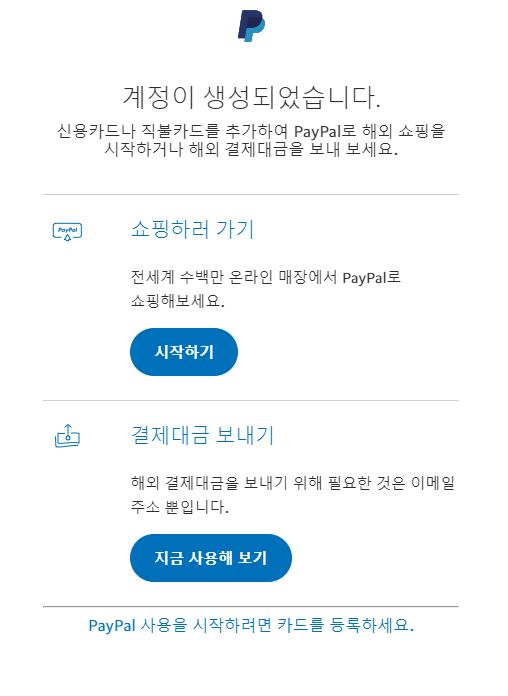 계정이 생성되었습니다.
신용카드나 직불카드를 추가하여 PayPal로 해외 쇼핑을
시작하거나 해외 결제대금을 보내 보세요.
PayPal
쇼핑하러 가기
전세계 수백만 온라인 매장에서 PayPal로
쇼핑해보세요.
시작하기
결제대금 보내기
해외 결제대금을 보내기 위해 필요한 것은 이메일
주소 뿐입니다.
지금 사용해 보기
PayPal 사용을 시작하려면 카드를 등록하세요.